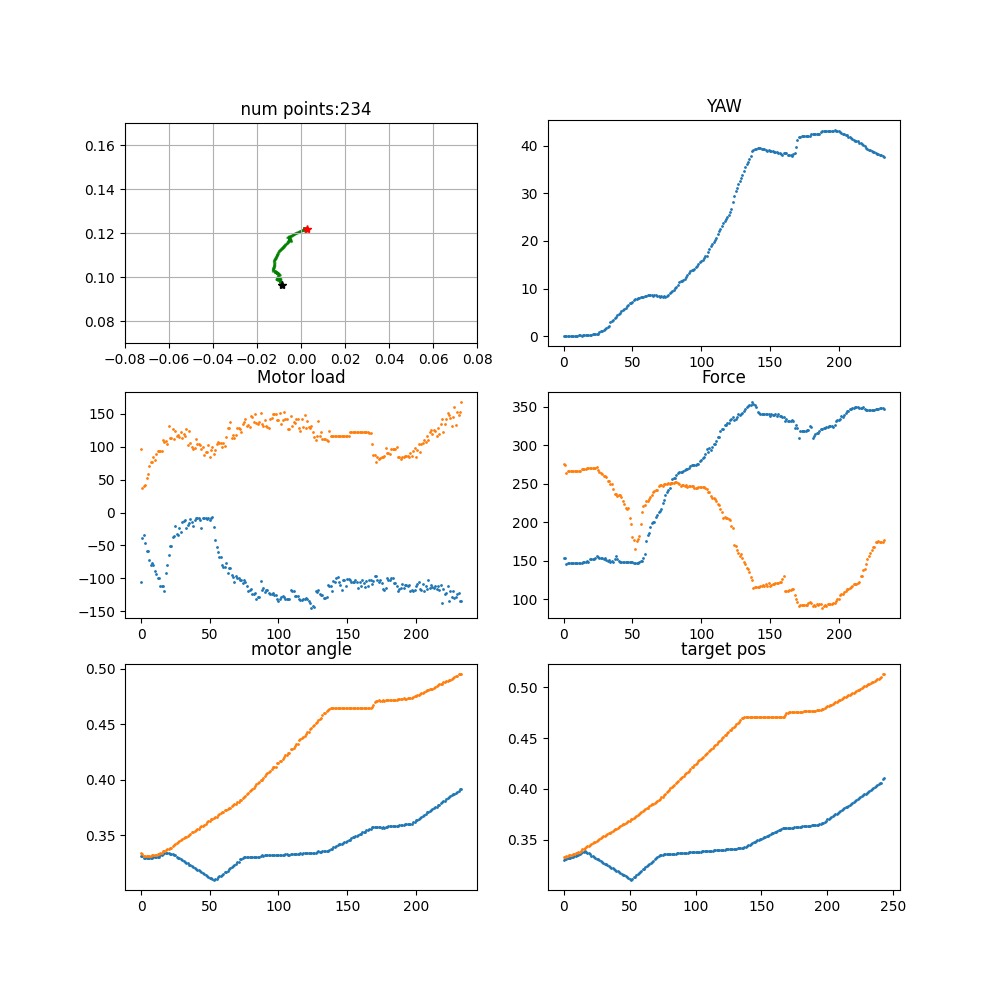 num points:234
0.16
0.14
0.12
0.10
0.08
−0.08 −0.06 −0.04 −0.02 0.00 0.02 0.04 0.06 0.08
YAW
40
30
20
10
0
0 50 100 150 200
Motor load
150
100
50
0
−50
−100
−150
0 50 100 150 200
Force
350
300
250
200
150
100
0 50 100 150 200
motor angle
0.50
0.45
0.40
0.35
0 50 100 150 200
target pos
0.50
0.45
0.40
0.35
0 50 100 150 200 250